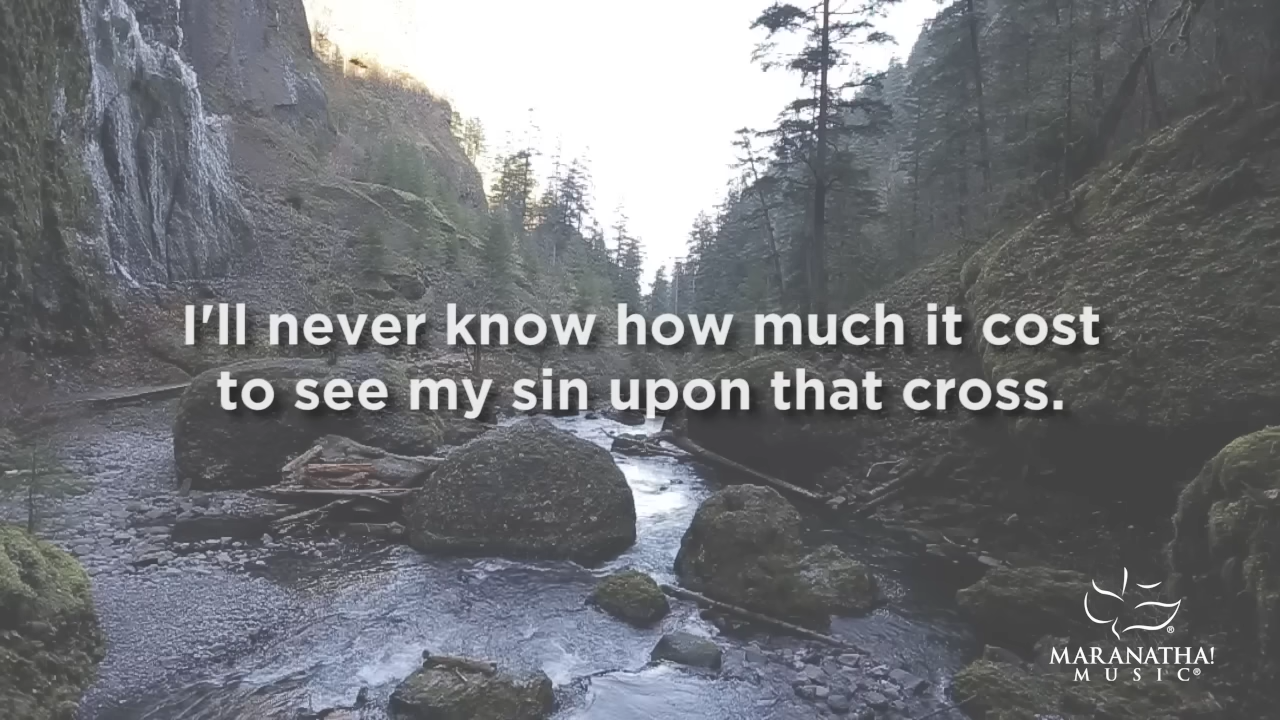 I'll never know how much it cost
to see my sin upon that cross.
MARANATHA!
MUSIC®